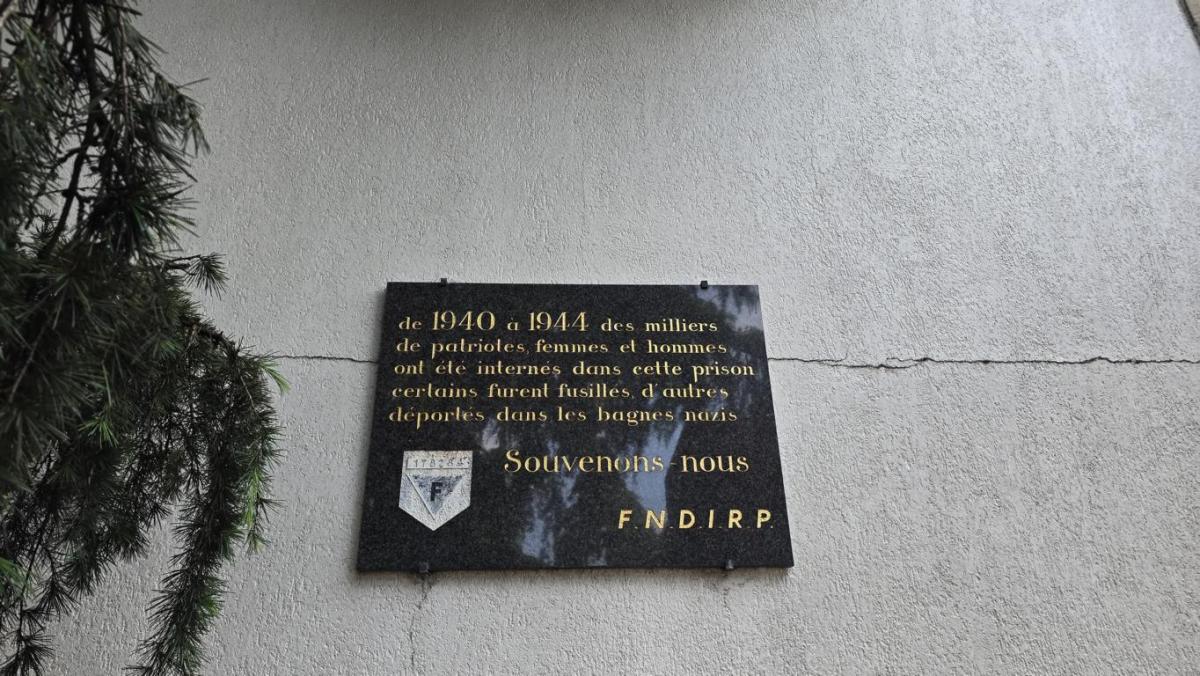 de 1940 à 1944 des milliers
de patriotes, femmes et hommes
ont été internés dans cette prison
certains furent fusillés, d'autres
déportés dans les bagnes nazis
Souvenons-nous
F
F.N.D.I.R.P.